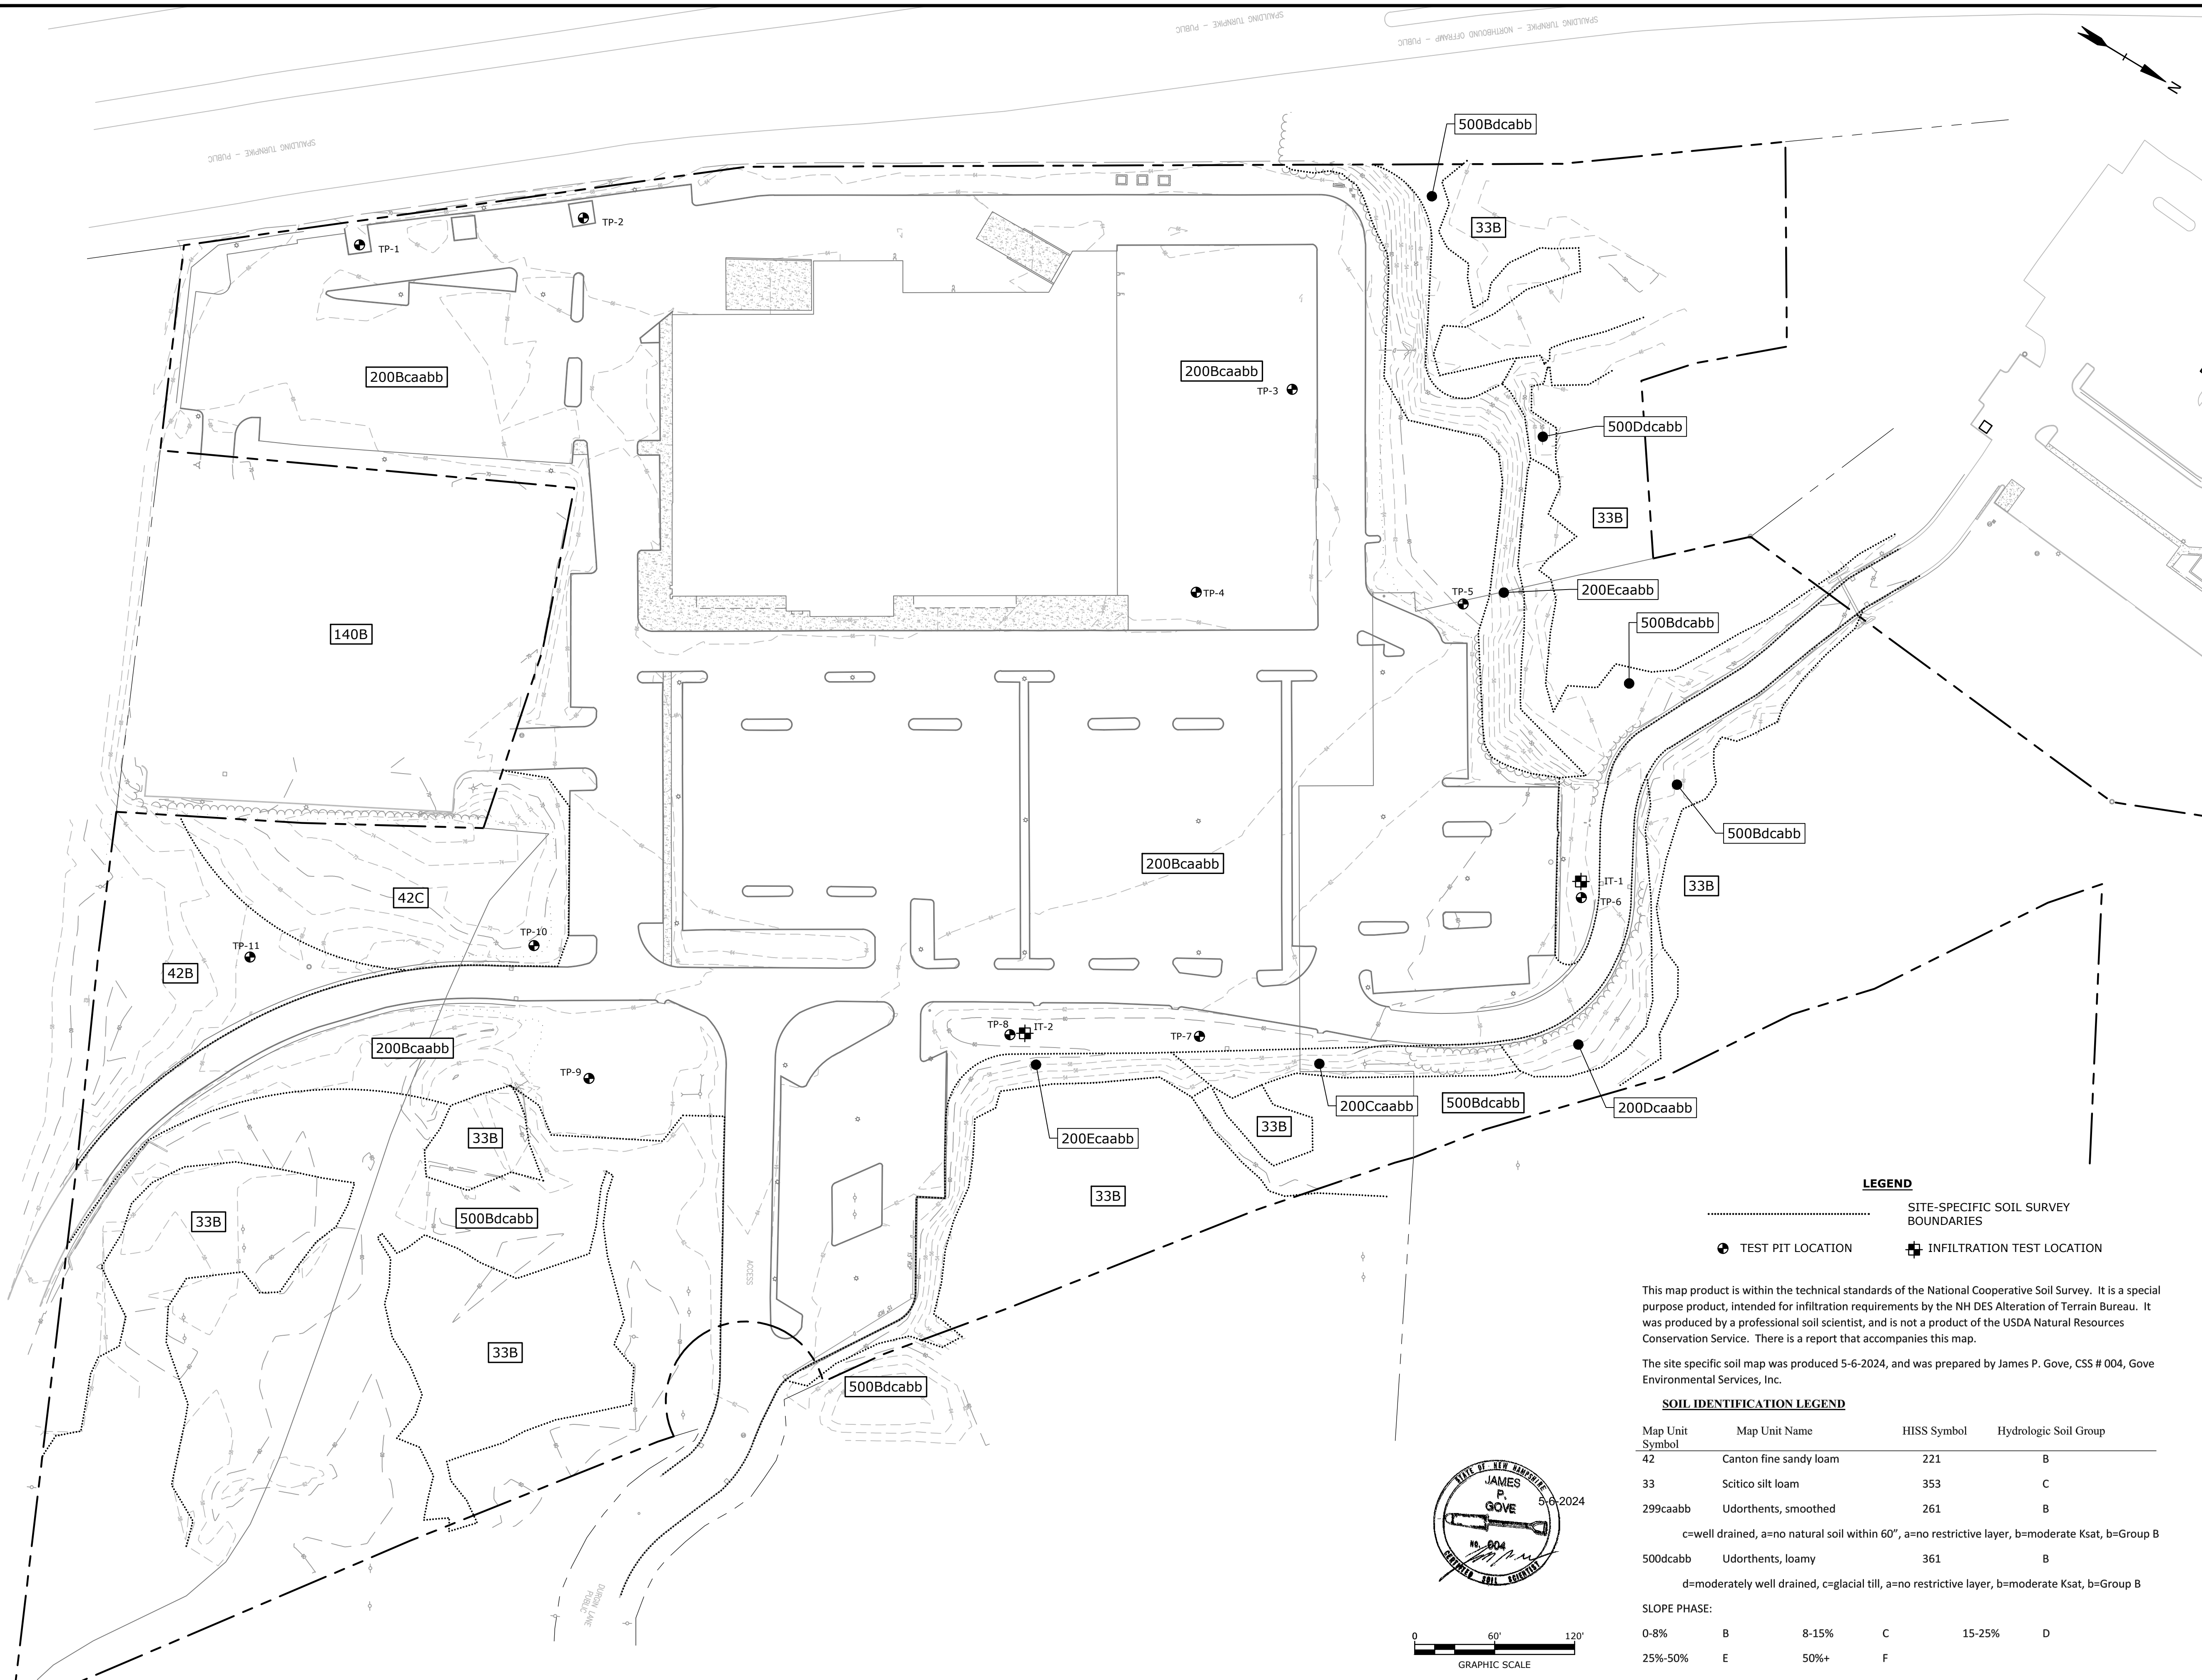 SPAULDING TURNPIKE - PUBLIC
SPAULDING TURNPIKE - NORTHBOUND OFFRAMP - PUBLIC
SPAULDING TURNPIKE - PUBLIC
N
500Bdcabb
33B
TP-1
TP-2
200Bcaabb
200Bcaabb
TP-3
500Ddcabb
33B
TP-4
TP-5
200Ecaabb
500Bdcabb
140B
500Bdcabb
200Bcaabb
33B
IT-1
TP-6
42C
TP-10
TP-11
42B
TP-8
IT-2
TP-7
200Bcaabb
TP-9
200Ccaabb
500Bdcabb
200Dcaabb
33B
33B
200Ecaabb
33B
33B
500Bdcabb
ACCESS
33B
500Bdcabb
DURGIN LANE
PUBLIC
LEGEND
SITE-SPECIFIC SOIL SURVEY
BOUNDARIES
TEST PIT LOCATION
INFILTRATION TEST LOCATION
This map product is within the technical standards of the National Cooperative Soil Survey. It is a special
purpose product, intended for infiltration requirements by the NH DES Alteration of Terrain Bureau. It
was produced by a professional soil scientist, and is not a product of the USDA Natural Resources
Conservation Service. There is a report that accompanies this map.
The site specific soil map was produced 5-6-2024, and was prepared by James P. Gove, CSS # 004, Gove
Environmental Services, Inc.
SOIL IDENTIFICATION LEGEND
Map Unit Symbol Map Unit Name HISS Symbol Hydrologic Soil Group
42 Canton fine sandy loam 221 B
33 Scitico silt loam 353 C
299caabb Udorthents, smoothed 261 B
c=well drained, a=no natural soil within 60", a=no restrictive layer, b=moderate Ksat, b=Group B
500dcabb Udorthents, loamy 361 B
d=moderately well drained, c=glacial till, a=no restrictive layer, b=moderate Ksat, b=Group B
SLOPE PHASE:
0-8% B 8-15% C 15-25% D
25%-50% E 50%+ F
STATE OF NEW HAMPSHIRE
JAMES
P.
GOVE
5-6-2024
NO. 004
CERTIFIED SOIL SCIENTIST
0 60' 120'
GRAPHIC SCALE